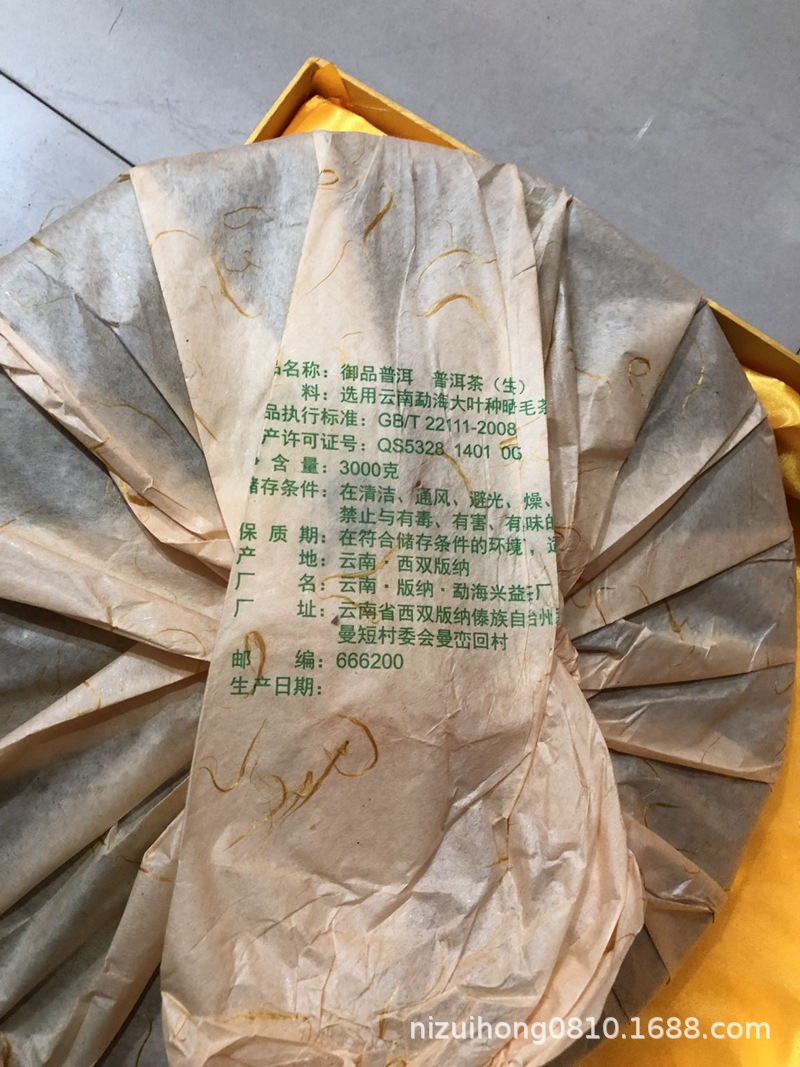 品名称：御品普洱 普洱茶（生）
料：选用云南勐海大叶种晒毛茶
品执行标准：GB/T 22111-2008
产许可证号：QS5328 1401 00
含 量：3000克
储存条件：在清洁、通风、避光、燥、
禁止与有毒、有害、有味的
保 质 期：在符合储存条件的环境，适
产 地：云南·西双版纳
厂 名：云南·版纳·勐海兴益 厂
厂 址：云南省西双版纳傣族自治州
曼短村委会曼峦回村
邮 编：666200
生产日期：
nizuihong0810.1688.com